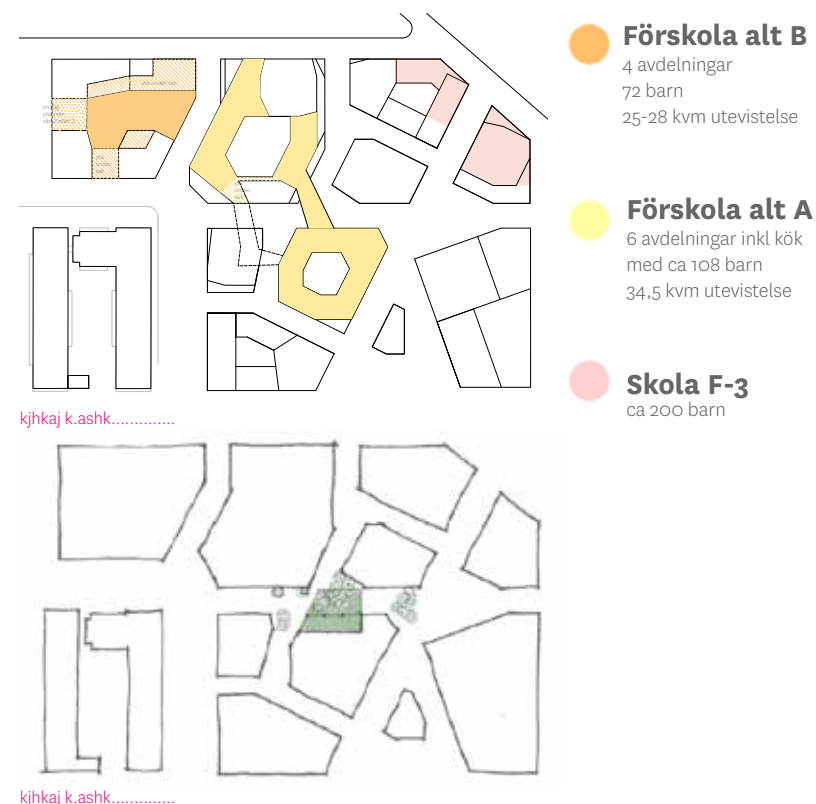 Förskola alt B
4 avdelningar
72 barn
25-28 kvm utevistelse
Förskola alt A
6 avdelningar inkl kök
med ca 108 barn
34,5 kvm utevistelse
Skola F-3
ca 200 barn
kjhkaj k.ashk..............
kjhkaj k.ashk..............